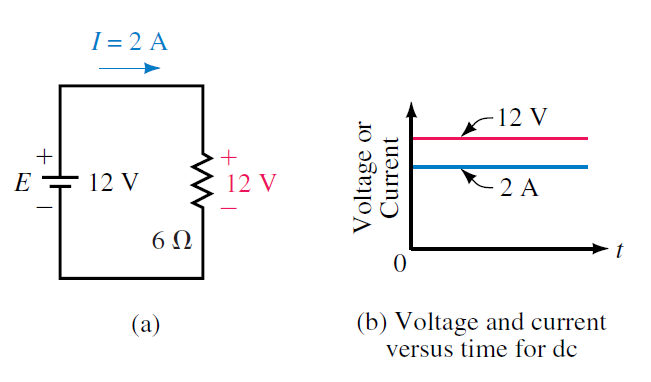 I = 2 A
+
E
12 V
−
+
12 V
−
6 Ω
(a)
Voltage or
Current
12 V
2 A
0
t
(b) Voltage and current
versus time for dc